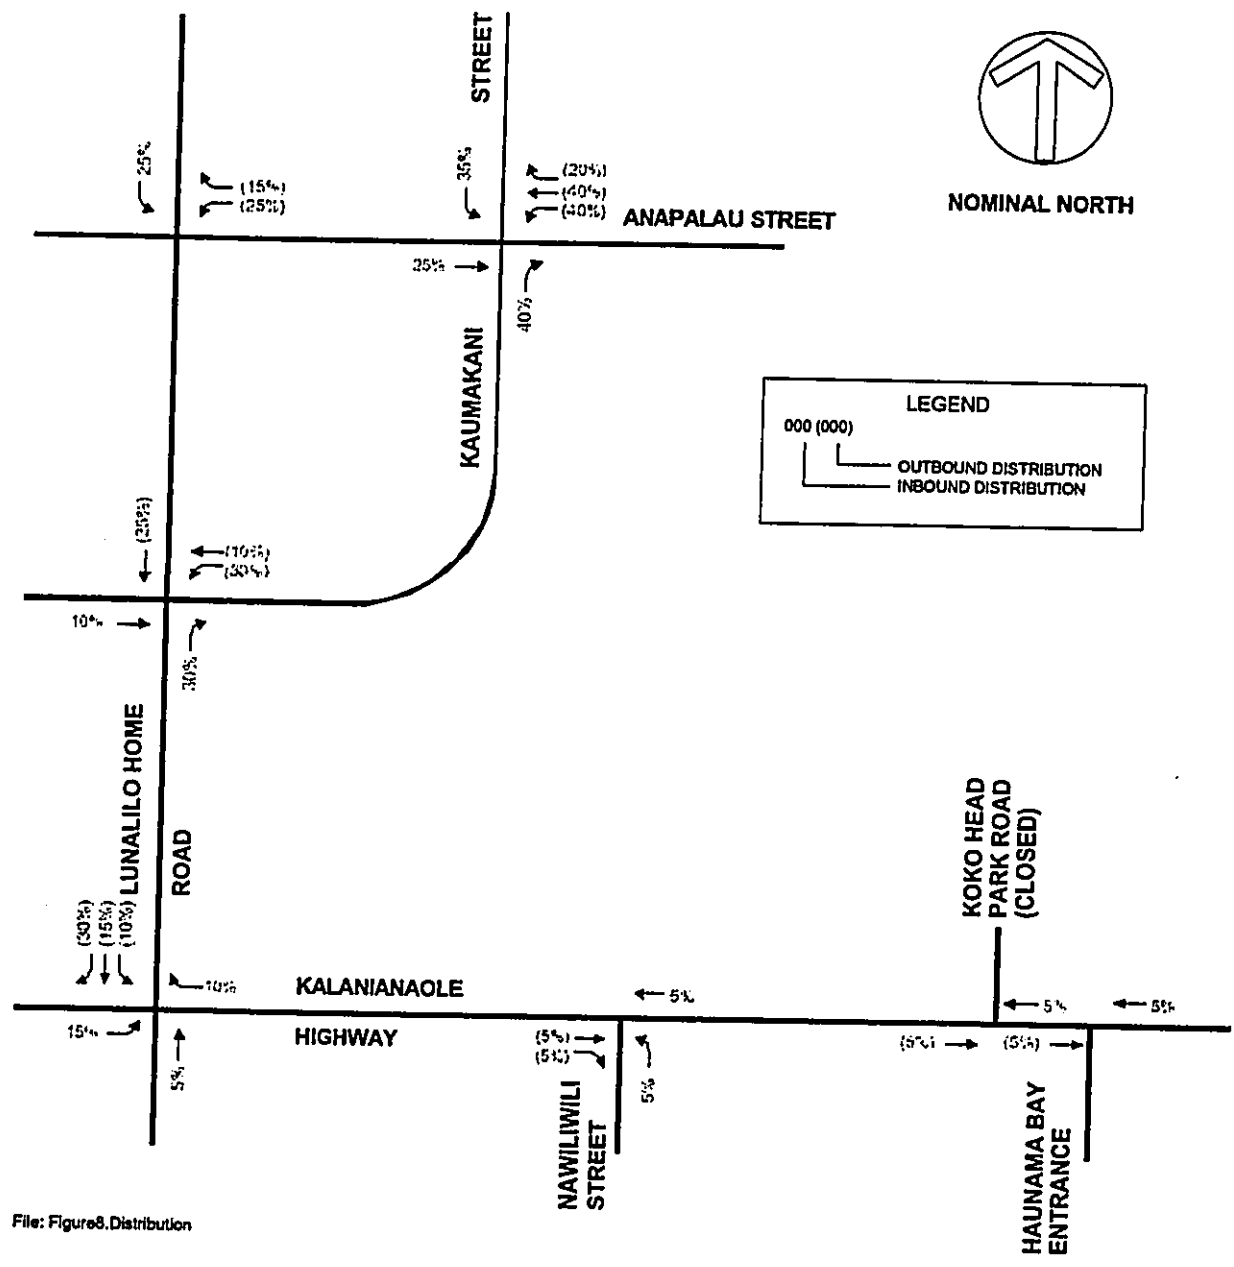 STREET
NOMINAL NORTH
25%
(15%)
(25%)
35%
(20%)
(40%)
(40%)
ANAPALAU STREET
25%
40%
KAUMAKANI
LEGEND
000 (000)
OUTBOUND DISTRIBUTION
INBOUND DISTRIBUTION
(10%)
(30%)
10%
30%
LUNALILO HOME
ROAD
KOKO HEAD
PARK ROAD
(CLOSED)
(30%)
(15%)
(10%)
10%
KALANIANAOLE
HIGHWAY
15%
5%
5%
(5%)
(5%)
5%
5%
5%
(5%)
(5%)
NAWILIWILI
STREET
HAUNAMA BAY
ENTRANCE
File: Figure8.Distribution